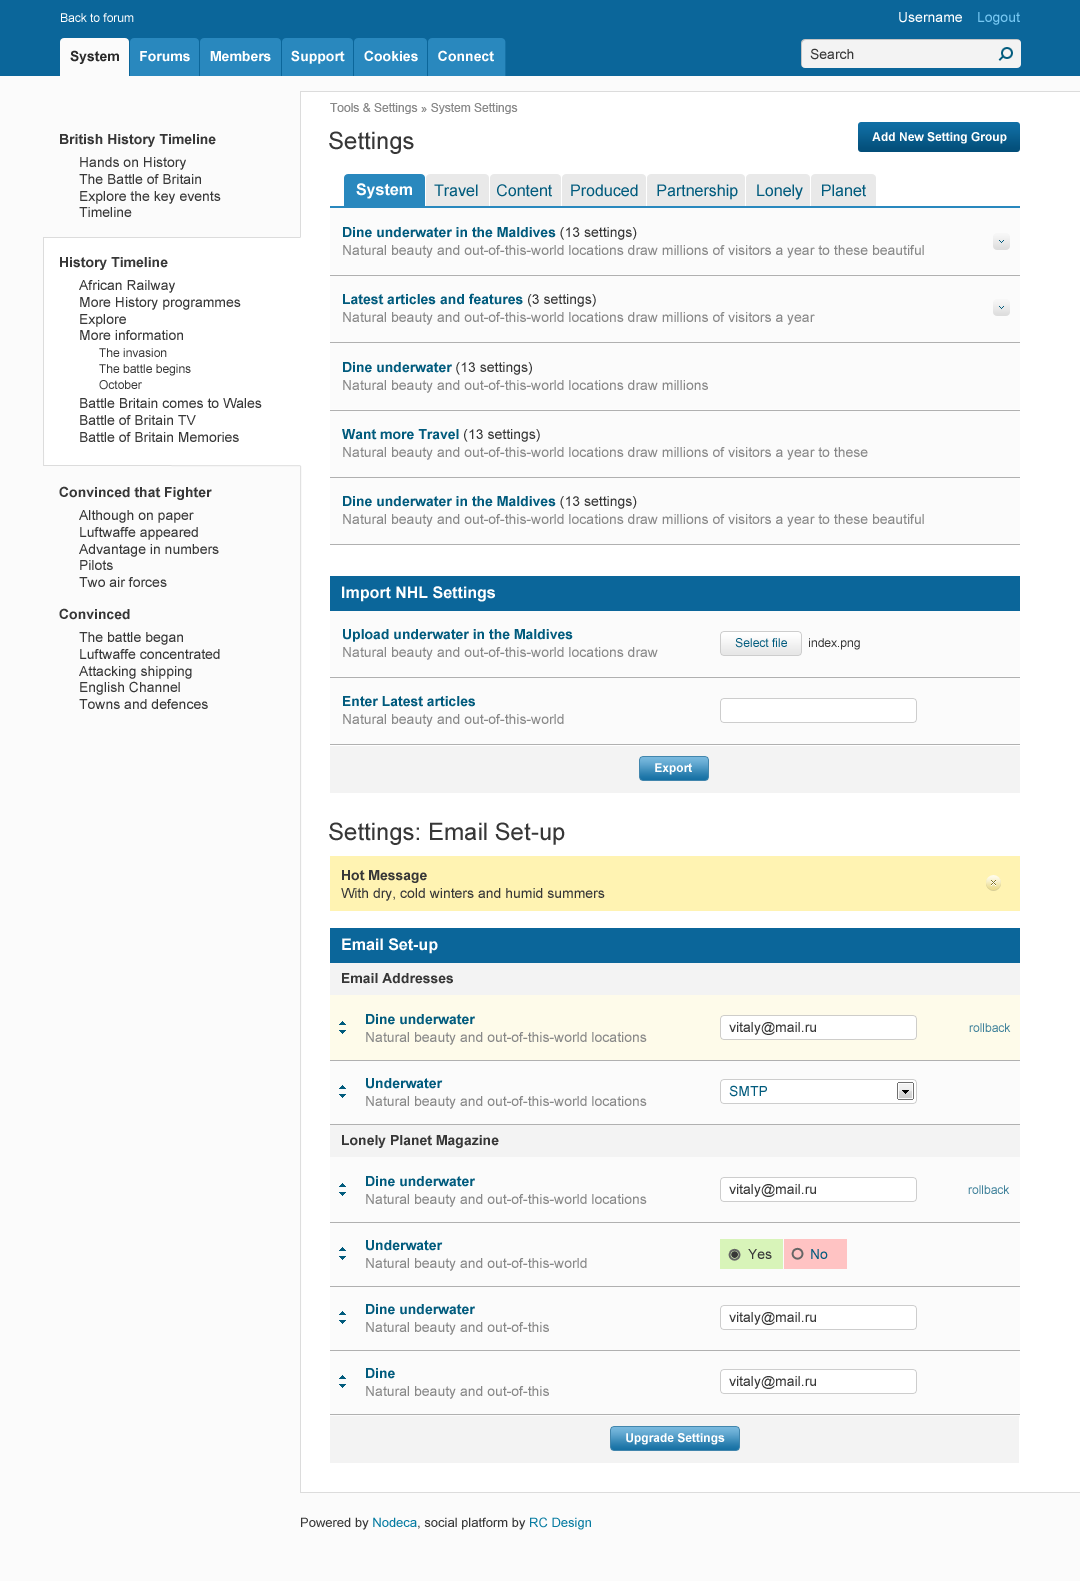 Back to forum
Username Logout
System Forums Members Support Cookies Connect
Search
British History Timeline
Hands on History
The Battle of Britain
Explore the key events
Timeline
History Timeline
African Railway
More History programmes
Explore
More information
The invasion
The battle begins
October
Battle Britain comes to Wales
Battle of Britain TV
Battle of Britain Memories
Convinced that Fighter
Although on paper
Luftwaffe appeared
Advantage in numbers
Pilots
Two air forces
Convinced
The battle began
Luftwaffe concentrated
Attacking shipping
English Channel
Towns and defences
Tools & Settings » System Settings
Settings
Add New Setting Group
System Travel Content Produced Partnership Lonely Planet
Dine underwater in the Maldives (13 settings)
Natural beauty and out-of-this-world locations draw millions of visitors a year to these beautiful
Latest articles and features (3 settings)
Natural beauty and out-of-this-world locations draw millions of visitors a year
Dine underwater (13 settings)
Natural beauty and out-of-this-world locations draw millions
Want more Travel (13 settings)
Natural beauty and out-of-this-world locations draw millions of visitors a year to these
Dine underwater in the Maldives (13 settings)
Natural beauty and out-of-this-world locations draw millions of visitors a year to these beautiful
Import NHL Settings
Upload underwater in the Maldives
Natural beauty and out-of-this-world locations draw
Select file index.png
Enter Latest articles
Natural beauty and out-of-this-world
Export
Settings: Email Set-up
Hot Message
With dry, cold winters and humid summers
Email Set-up
Email Addresses
Dine underwater
Natural beauty and out-of-this-world locations
vitaly@mail.ru rollback
Underwater
Natural beauty and out-of-this-world locations
SMTP
Lonely Planet Magazine
Dine underwater
Natural beauty and out-of-this-world locations
vitaly@mail.ru rollback
Underwater
Natural beauty and out-of-this-world
Yes No
Dine underwater
Natural beauty and out-of-this
vitaly@mail.ru
Dine
Natural beauty and out-of-this
vitaly@mail.ru
Upgrade Settings
Powered by Nodeca, social platform by RC Design